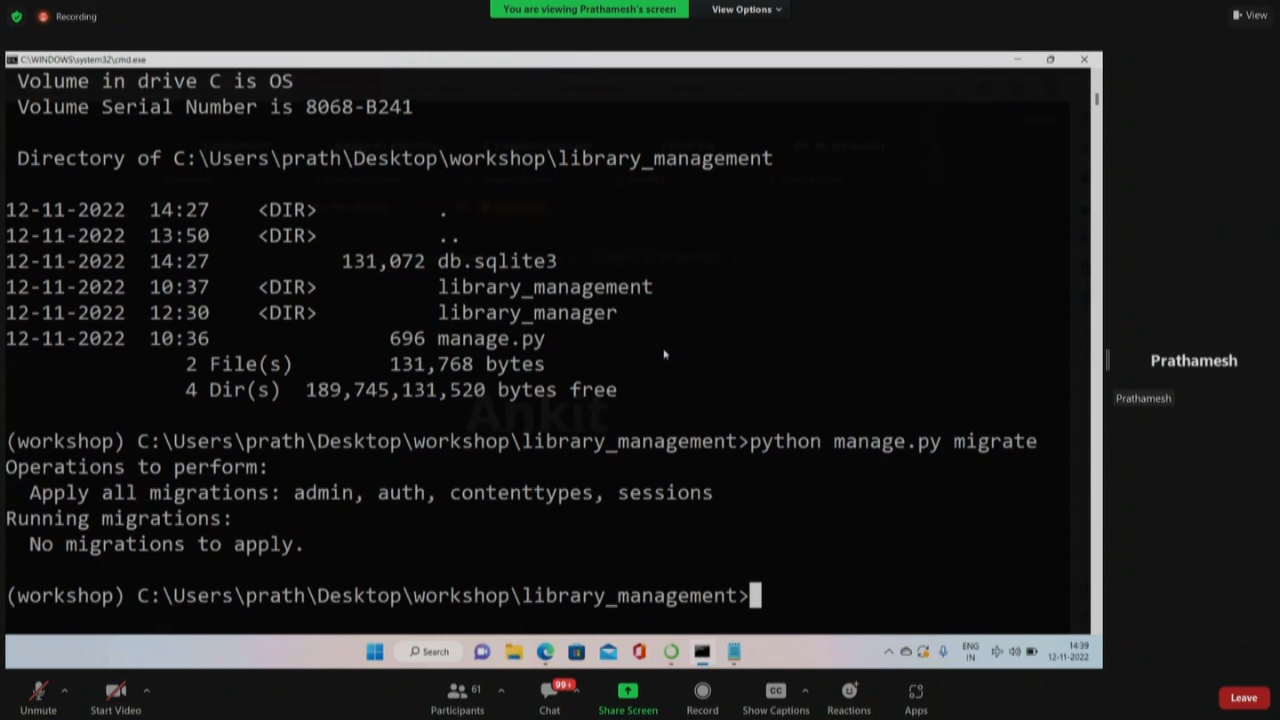 Recording
You are viewing Prathamesh's screen
View Options
View
C:\WINDOWS\system32\cmd.exe
Volume in drive C is OS
Volume Serial Number is 8068-B241
Directory of C:\Users\prath\Desktop\workshop\library_management
12-11-2022 14:27 <DIR> .
12-11-2022 13:50 <DIR> ..
12-11-2022 14:27 131,072 db.sqlite3
12-11-2022 10:37 <DIR> library_management
12-11-2022 12:30 <DIR> library_manager
12-11-2022 10:36 696 manage.py
2 File(s) 131,768 bytes
4 Dir(s) 189,745,131,520 bytes free
Ankit
(workshop) C:\Users\prath\Desktop\workshop\library_management>python manage.py migrate
Operations to perform:
Apply all migrations: admin, auth, contenttypes, sessions
Running migrations:
No migrations to apply.
(workshop) C:\Users\prath\Desktop\workshop\library_management>
Prathamesh
Prathamesh
Search
ENG
IN
14:39
12-11-2022
Unmute
Start Video
61
Participants
99+
Chat
Share Screen
Record
CC
Show Captions
Reactions
Apps
Leave